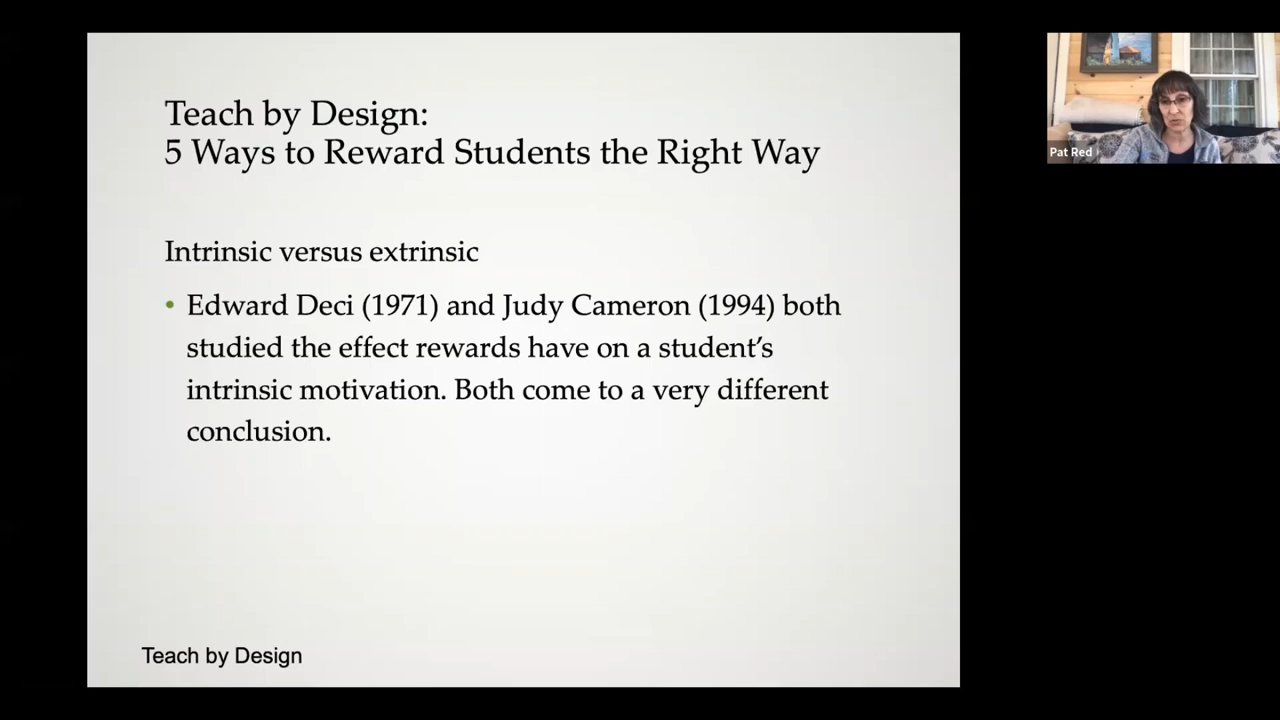 Teach by Design:
5 Ways to Reward Students the Right Way
Intrinsic versus extrinsic
• Edward Deci (1971) and Judy Cameron (1994) both
studied the effect rewards have on a student's
intrinsic motivation. Both come to a very different
conclusion.
Teach by Design
Pat Red